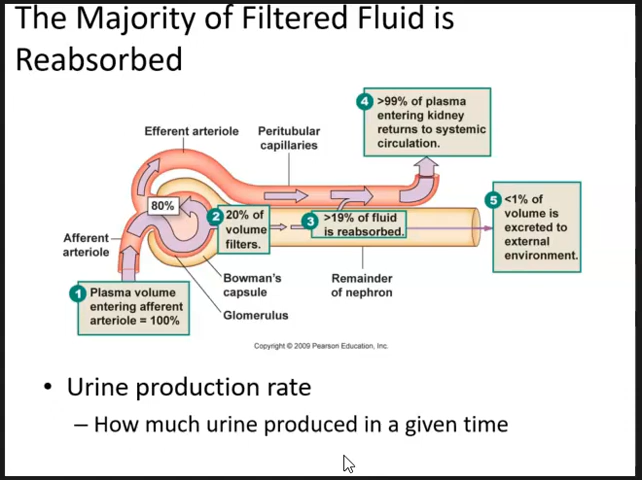 The Majority of Filtered Fluid is
Reabsorbed
4 >99% of plasma
entering kidney
returns to systemic
circulation.
Efferent arteriole
Peritubular
capillaries
80%
2 20% of
volume
filters.
3 >19% of fluid
is reabsorbed.
5 <1% of
volume is
excreted to
external
environment.
Afferent
arteriole
1 Plasma volume
entering afferent
arteriole = 100%
Bowman's
capsule
Glomerulus
Remainder
of nephron
Copyright © 2009 Pearson Education, Inc.
• Urine production rate
– How much urine produced in a given time